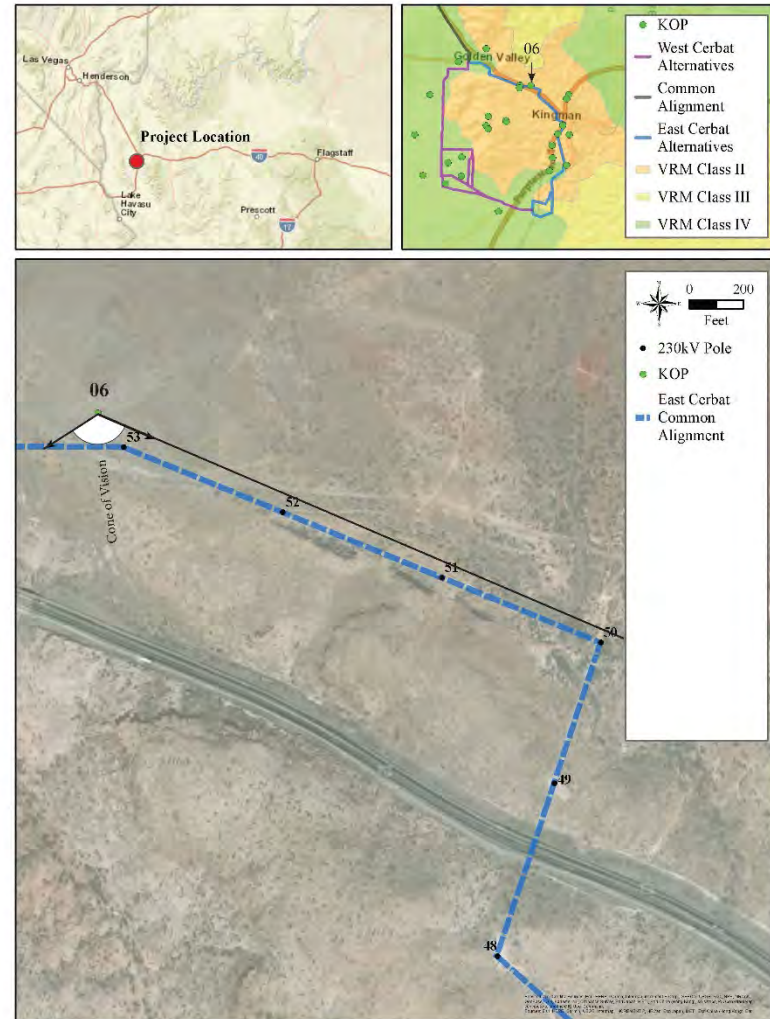 Las Vegas
Henderson
Project Location
40
Flagstaff
Lake
Havasu
City
Prescott
17
06
Golden Valley
Kingman
KOP
West Cerbat
Alternatives
Common
Alignment
East Cerbat
Alternatives
VRM Class II
VRM Class III
VRM Class IV
0 200
Feet
230kV Pole
KOP
East Cerbat
Common
Alignment
06
53
Cone of Vision
52
51
50
49
48